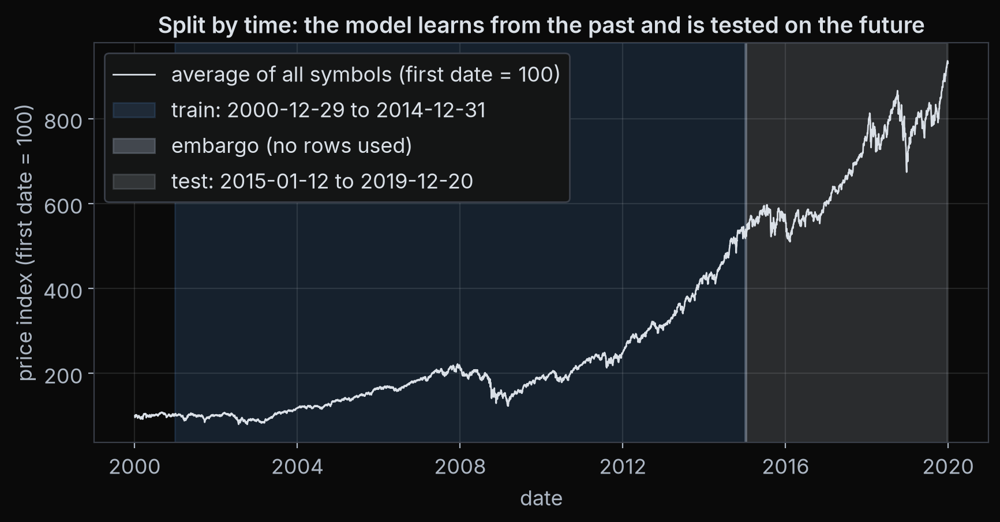 Split by time: the model learns from the past and is tested on the future
average of all symbols (first date = 100)
train: 2000-12-29 to 2014-12-31
embargo (no rows used)
test: 2015-01-12 to 2019-12-20
price index (first date = 100)
800
600
400
200
2000
2004
2008
2012
2016
2020
date